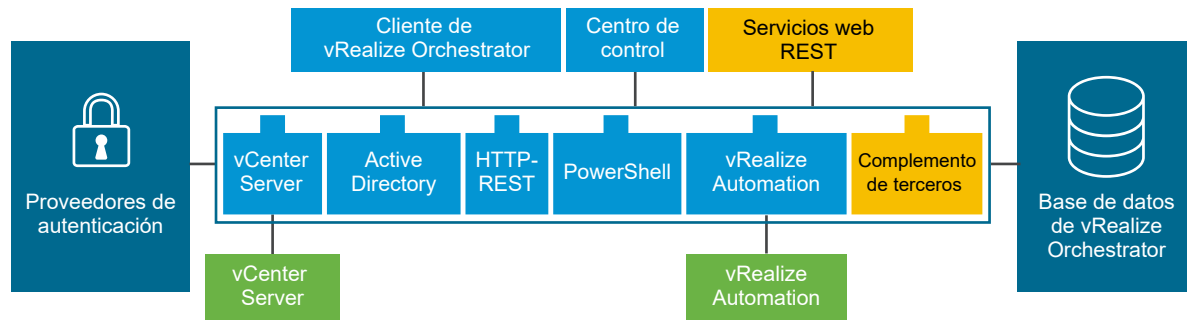 Cliente de
vRealize Orchestrator
Centro de
control
Servicios web
REST
Proveedores de
autenticación
vCenter
Server
Active
Directory
HTTP-
REST
PowerShell
vRealize
Automation
Complemento
de terceros
Base de datos
de vRealize
Orchestrator
vCenter
Server
vRealize
Automation